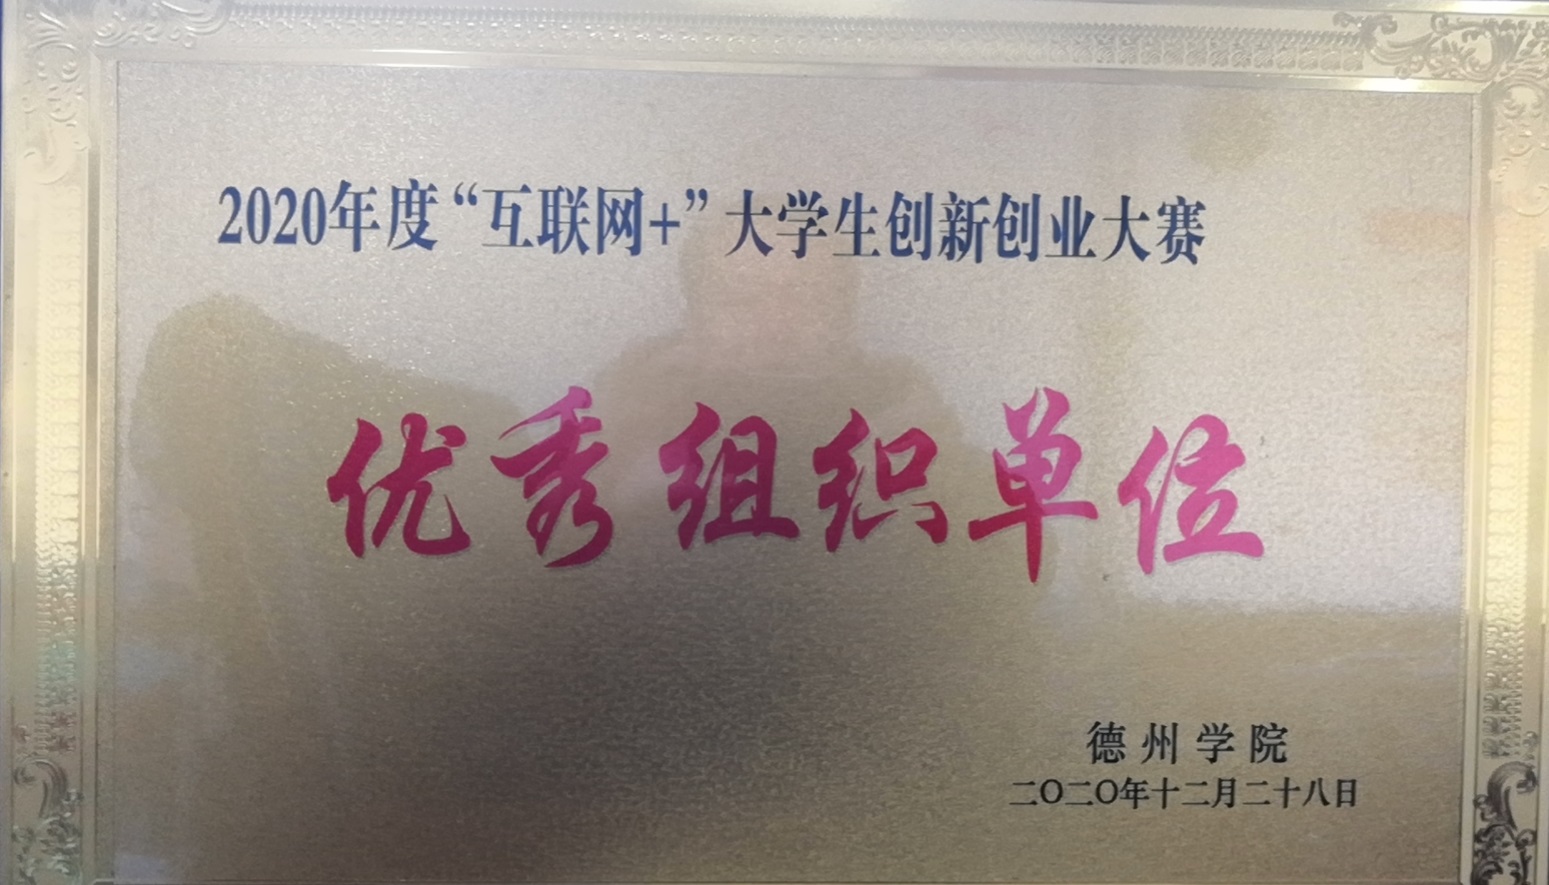 2020年度“互联网+”大学生创新创业大赛
优秀组织单位
德州学院
二〇二〇年十二月二十八日